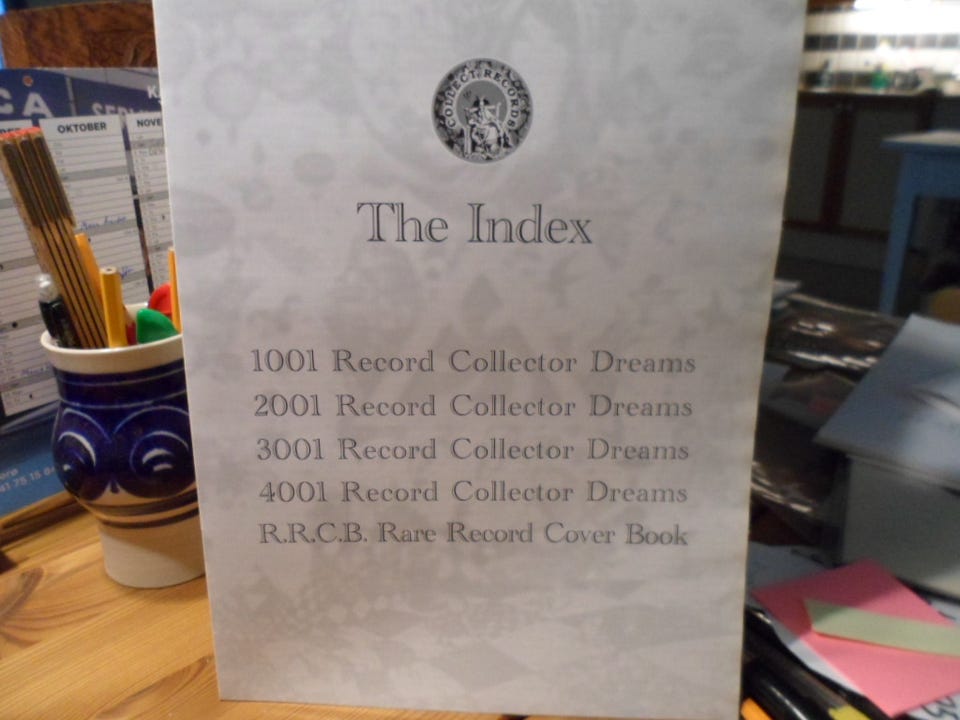 COLLECT RECORDS
The Index
1001 Record Collector Dreams
2001 Record Collector Dreams
3001 Record Collector Dreams
4001 Record Collector Dreams
R.R.C.B. Rare Record Cover Book
OKTOBER
NOVE